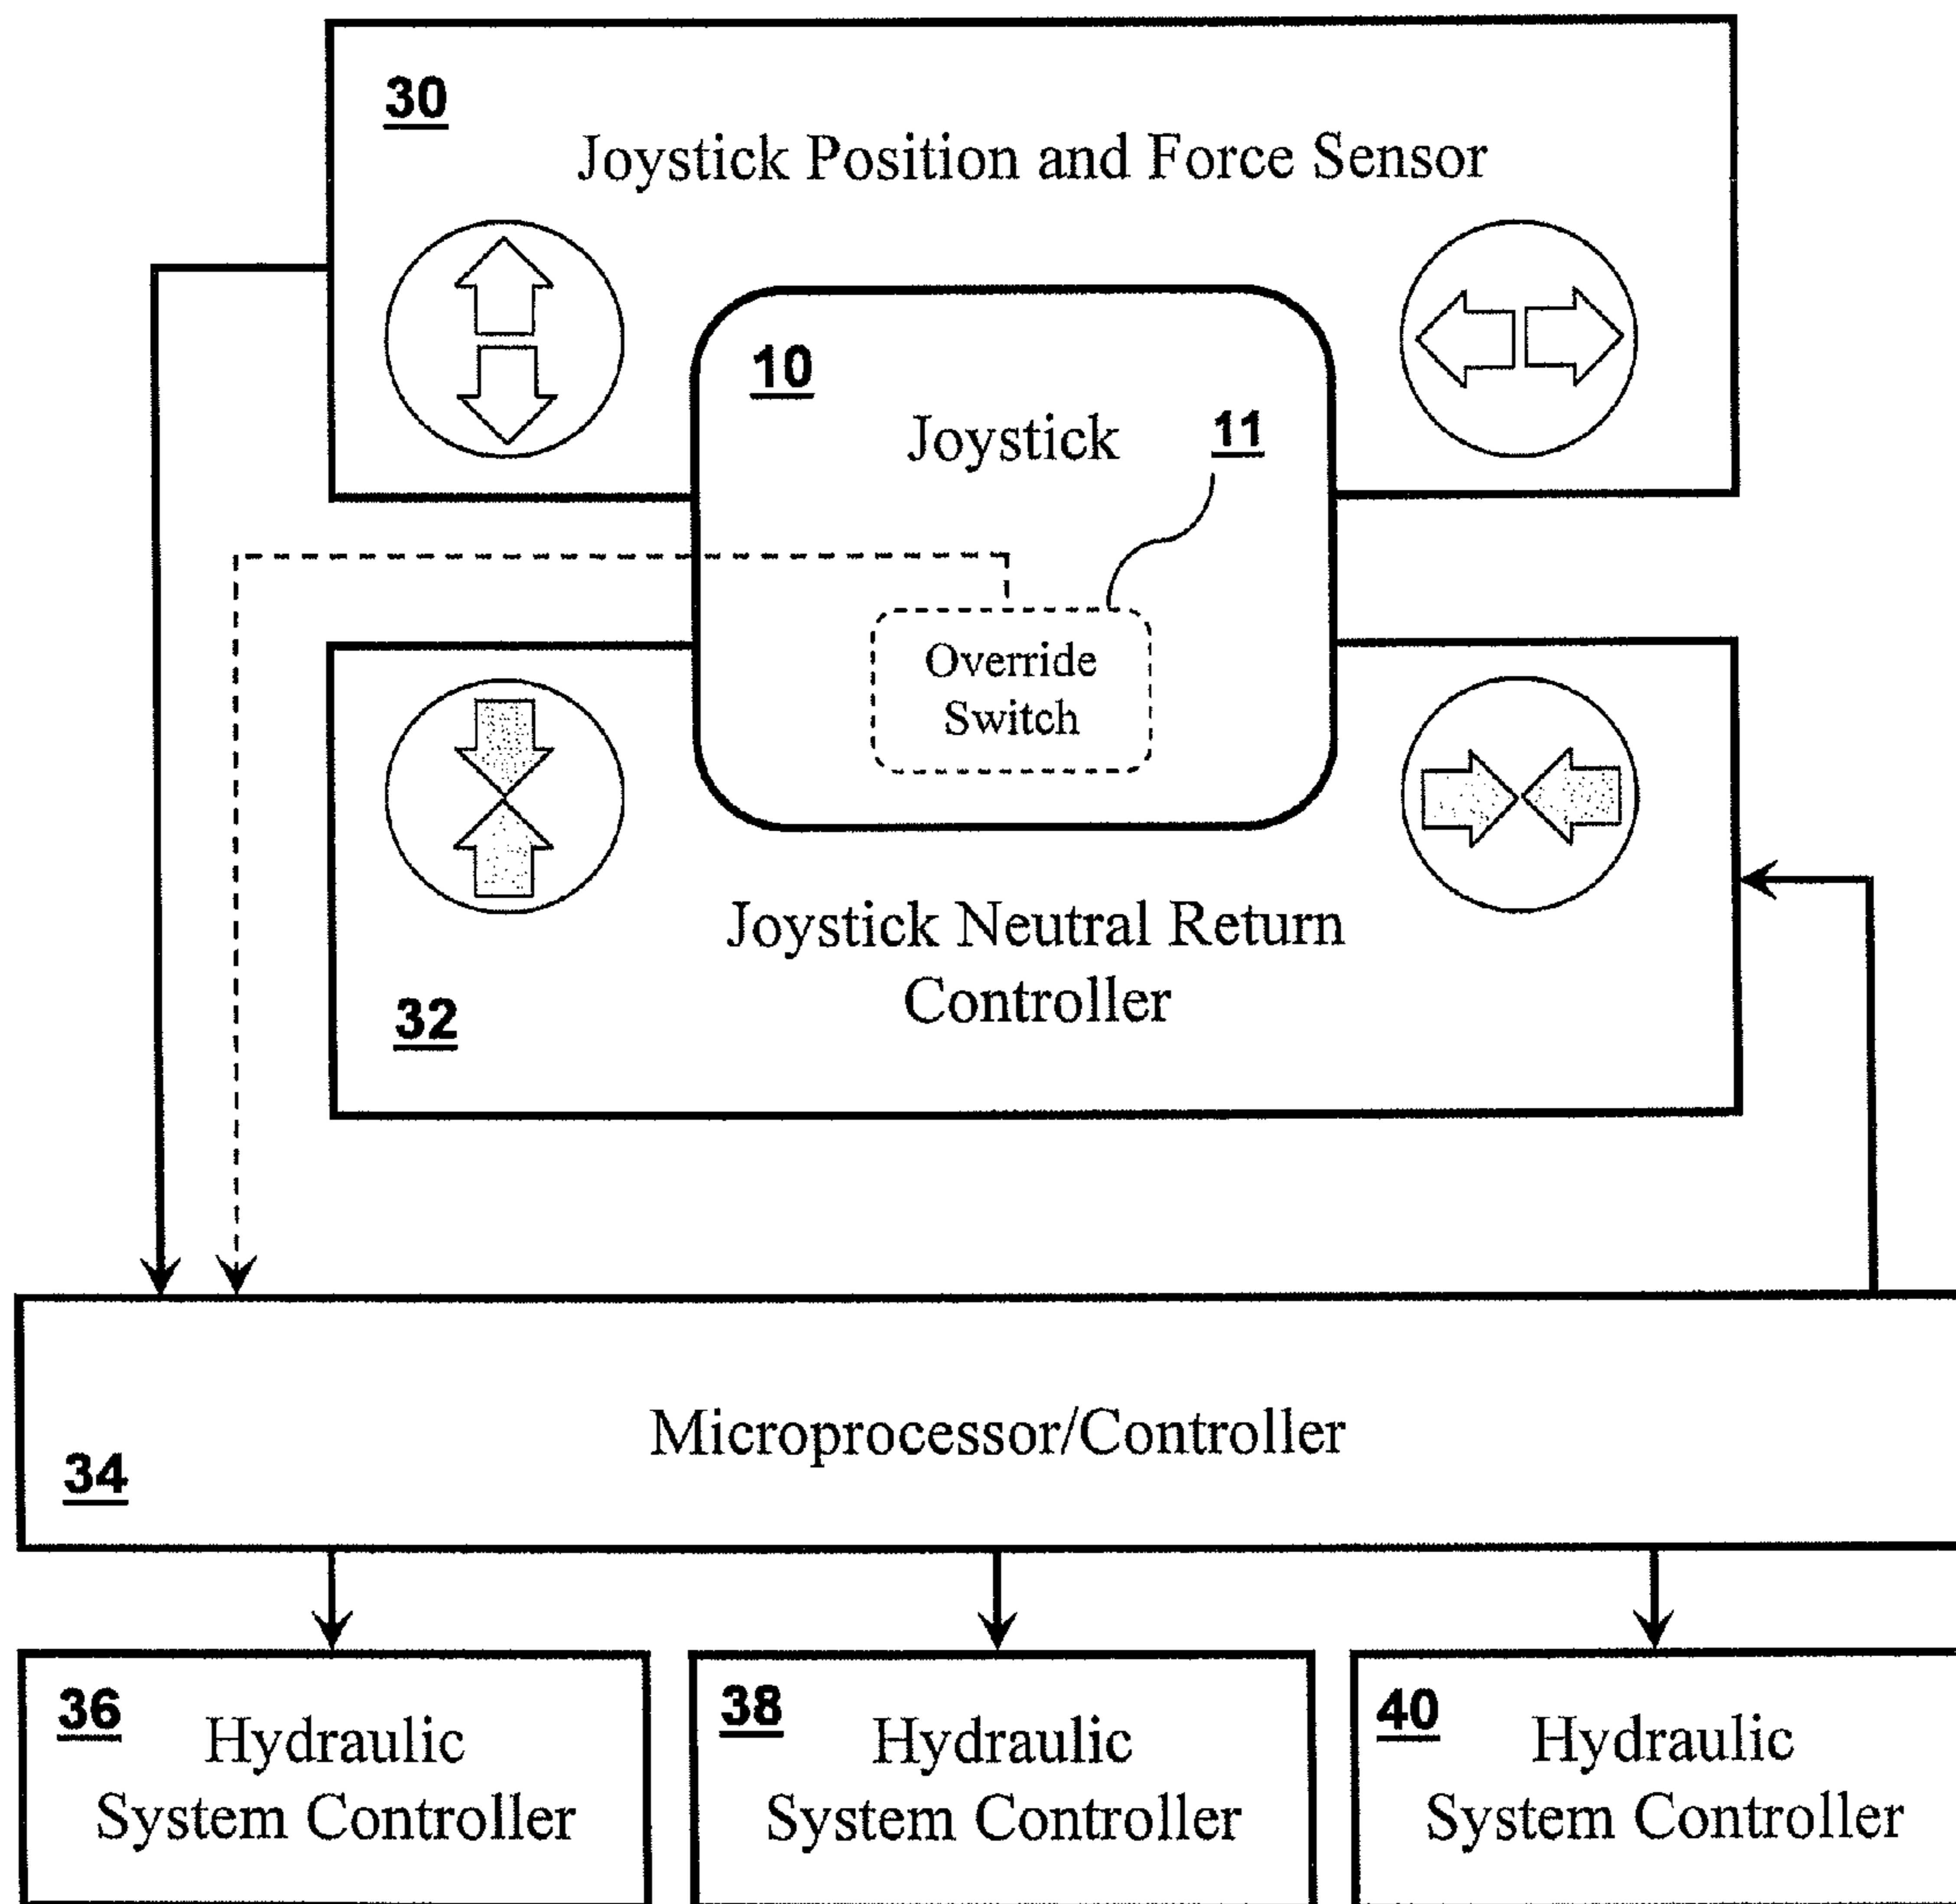 30
Joystick Position and Force Sensor
10
Joystick
11
Override
Switch
Joystick Neutral Return
Controller
32
Microprocessor/Controller
34
36
Hydraulic
System Controller
38
Hydraulic
System Controller
40
Hydraulic
System Controller